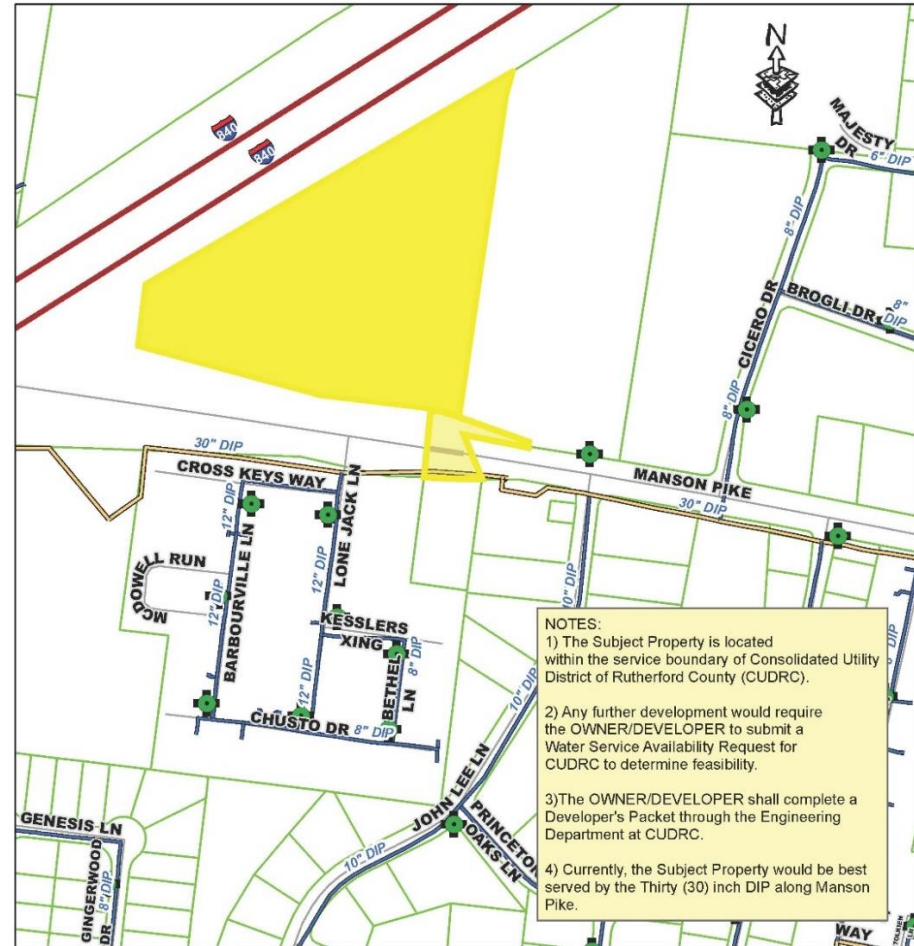 N
840
840
MAJESTY
DR
6" DIP
8" DIP
BROGLI DR
8"
DIP
CICERO DR
8" DIP
30" DIP
MANSON PIKE
30" DIP
CROSS KEYS WAY
12" DIP
BARBOURVILLE LN
12" DIP
LONE JACK LN
12" DIP
12" DIP
MCDOWELL RUN
KESSLERS
XING
BETHEL
LN
8" DIP
CHUSTO DR
8" DIP
10" DIP
10" DIP
JOHN LEE LN
10" DIP
OAKS LN
GENESIS LN
GINGERWOOD
DR
8" DIP
NOTES:
1) The Subject Property is located
within the service boundary of Consolidated Utility
District of Rutherford County (CUDRC).
2) Any further development would require
the OWNER/DEVELOPER to submit a
Water Service Availability Request for
CUDRC to determine feasibility.
3)The OWNER/DEVELOPER shall complete a
Developer's Packet through the Engineering
Department at CUDRC.
4) Currently, the Subject Property would be best
served by the Thirty (30) inch DIP along Manson
Pike.
WAY